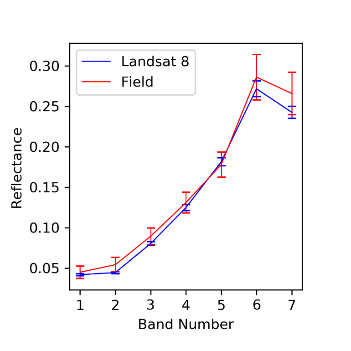 Landsat 8
Field
Reflectance
0.30
0.25
0.20
0.15
0.10
0.05
1 2 3 4 5 6 7
Band Number